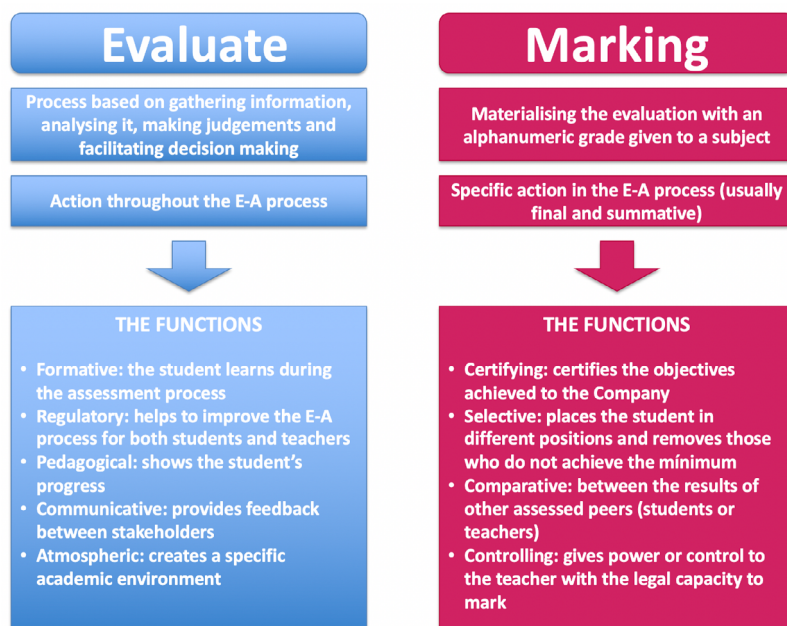 Evaluate
Process based on gathering information,
analysing it, making judgements and
facilitating decision making
Action throughout the E-A process
THE FUNCTIONS
• Formative: the student learns during
the assessment process
• Regulatory: helps to improve the E-A
process for both students and teachers
• Pedagogical: shows the student's
progress
• Communicative: provides feedback
between stakeholders
• Atmospheric: creates a specific
academic environment
Marking
Materialising the evaluation with an
alphanumeric grade given to a subject
Specific action in the E-A process (usually
final and summative)
THE FUNCTIONS
• Certifying: certifies the objectives
achieved to the Company
• Selective: places the student in
different positions and removes those
who do not achieve the mínimum
• Comparative: between the results of
other assessed peers (students or
teachers)
• Controlling: gives power or control to
the teacher with the legal capacity to
mark